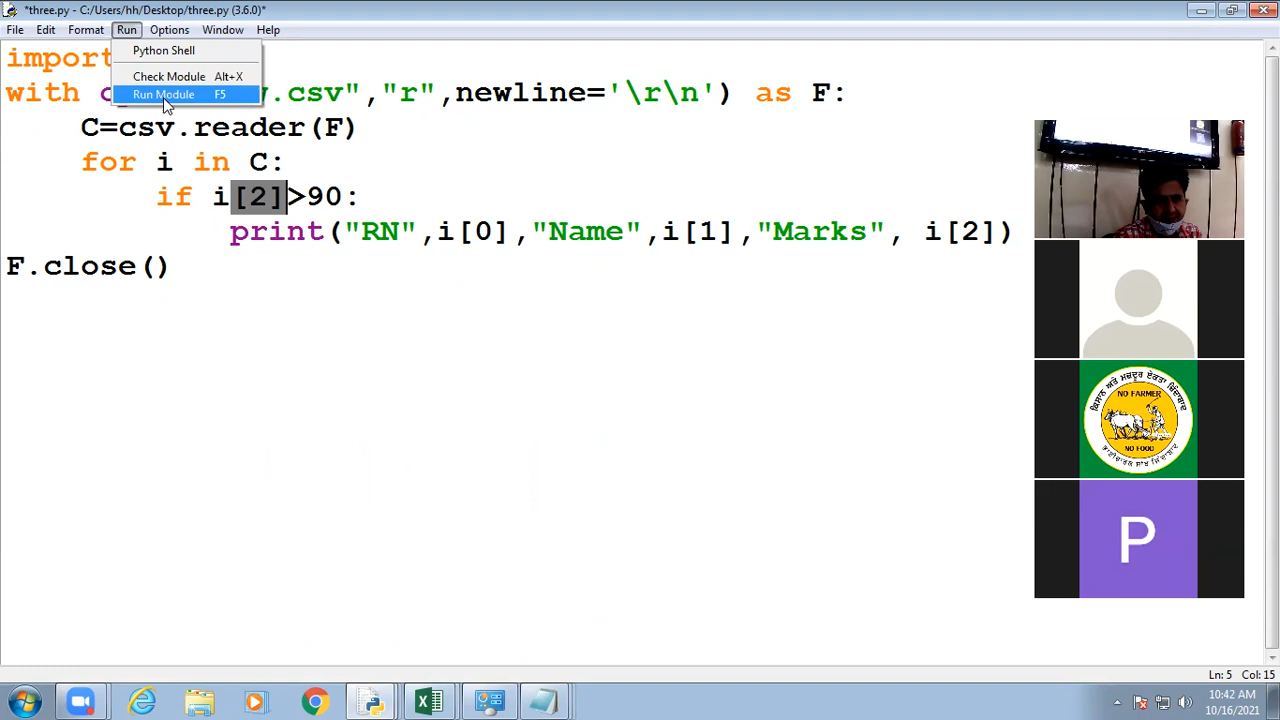 *three.py - C:/Users/hh/Desktop/three.py (3.6.0)*
File Edit Format Run Options Window Help
Python Shell
Check Module Alt+X
Run Module F5
import
with v.csv","r",newline='\r\n') as F:
C=csv.reader(F)
for i in C:
if i[2]>90:
print("RN",i[0],"Name",i[1],"Marks", i[2])
F.close()
ਕਿਸਾਨ ਅਤੇ ਮਜ਼ਦੂਰ ਏਕਤਾ ਜ਼ਿੰਦਾਬਾਦ
NO FARMER
NO FOOD
P
Ln: 5 Col: 15
10:42 AM
10/16/2021